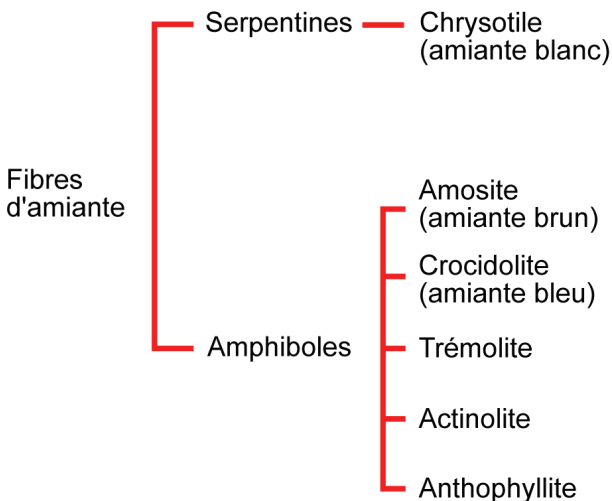 Serpentines
Chrysotile
(amiante blanc)
Fibres
d'amiante
Amosite
(amiante brun)
Crocidolite
(amiante bleu)
Amphiboles
Trémolite
Actinolite
Anthophyllite